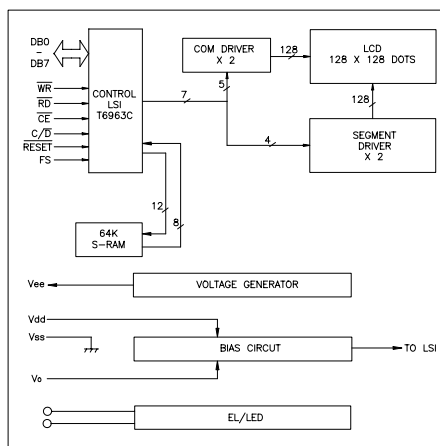 DB0
-
DB7
WR
RD
CE
C/D
RESET
FS
CONTROL
LSI
T6963C
7
5
4
COM DRIVER
X 2
128
LCD
128 X 128 DOTS
128
SEGMENT
DRIVER
X 2
12
8
64K
S-RAM
Vee
VOLTAGE GENERATOR
Vdd
Vss
BIAS CIRCUT
TO LSI
Vo
EL/LED